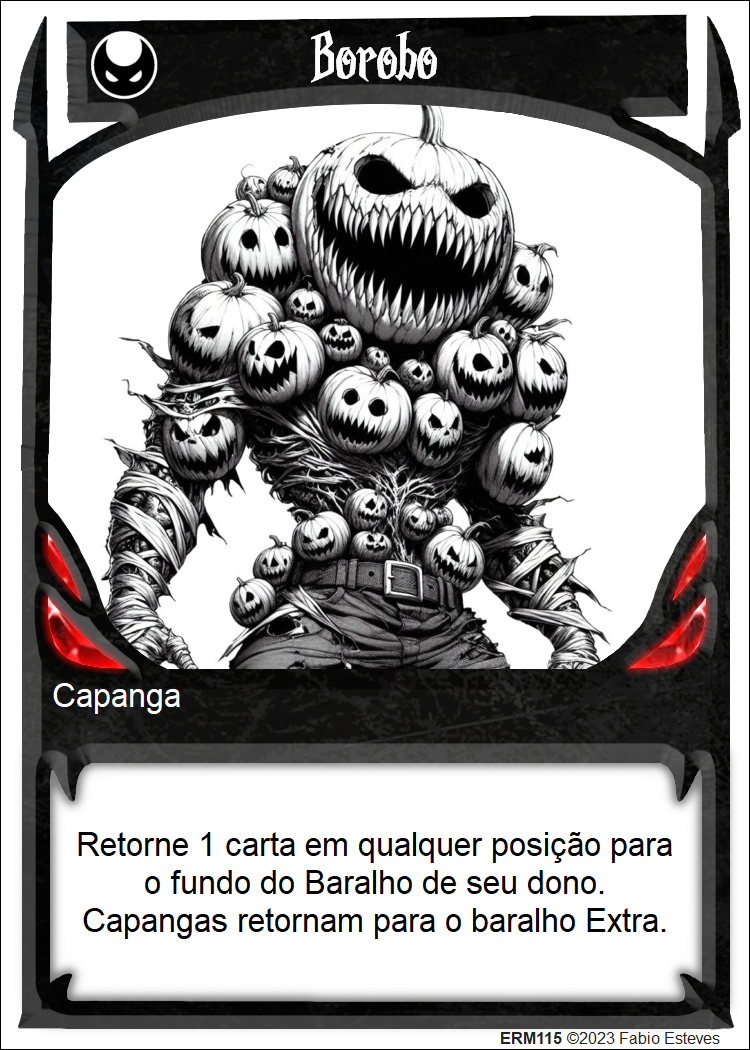 Borobo
Capanga
Retorne 1 carta em qualquer posição para
o fundo do Baralho de seu dono.
Capangas retornam para o baralho Extra.
ERM115 ©2023 Fabio Esteves